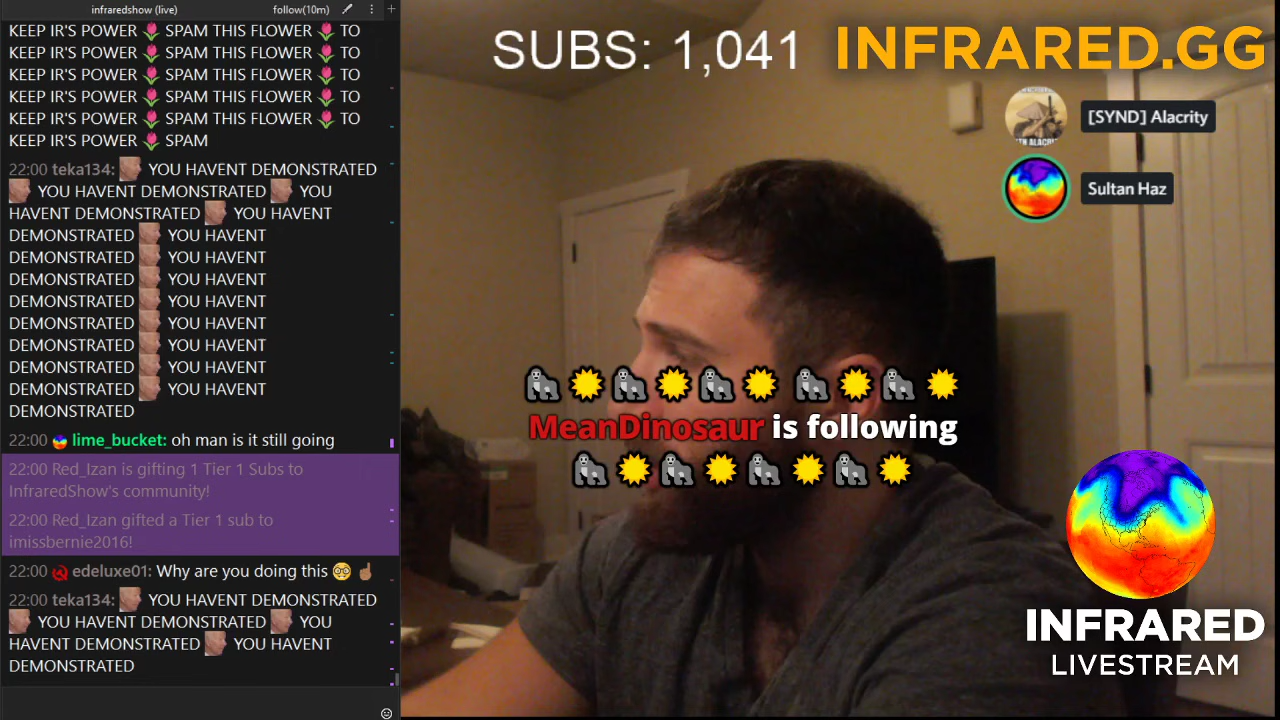 infraredshow (live) follow(10m)
KEEP IR'S POWER 🌷 SPAM THIS FLOWER 🌷 TO
KEEP IR'S POWER 🌷 SPAM THIS FLOWER 🌷 TO
KEEP IR'S POWER 🌷 SPAM THIS FLOWER 🌷 TO
KEEP IR'S POWER 🌷 SPAM THIS FLOWER 🌷 TO
KEEP IR'S POWER 🌷 SPAM THIS FLOWER 🌷 TO
KEEP IR'S POWER 🌷 SPAM
22:00 teka134: YOU HAVENT DEMONSTRATED
YOU HAVENT DEMONSTRATED YOU
HAVENT DEMONSTRATED YOU HAVENT
DEMONSTRATED YOU HAVENT
DEMONSTRATED YOU HAVENT
DEMONSTRATED YOU HAVENT
DEMONSTRATED YOU HAVENT
DEMONSTRATED YOU HAVENT
DEMONSTRATED YOU HAVENT
DEMONSTRATED YOU HAVENT
DEMONSTRATED YOU HAVENT
DEMONSTRATED
22:00 lime_bucket: oh man is it still going
22:00 Red_Izan is gifting 1 Tier 1 Subs to
InfraredShow's community!
22:00 Red_Izan gifted a Tier 1 sub to
imissbernie2016!
22:00 edeluxe01: Why are you doing this 🤓 ☝🏽
22:00 teka134: YOU HAVENT DEMONSTRATED
YOU HAVENT DEMONSTRATED YOU
HAVENT DEMONSTRATED YOU HAVENT
DEMONSTRATED
SUBS: 1,041
INFRARED.GG
[SYND] Alacrity
Sultan Haz
MeanDinosaur is following
INFRARED
LIVESTREAM